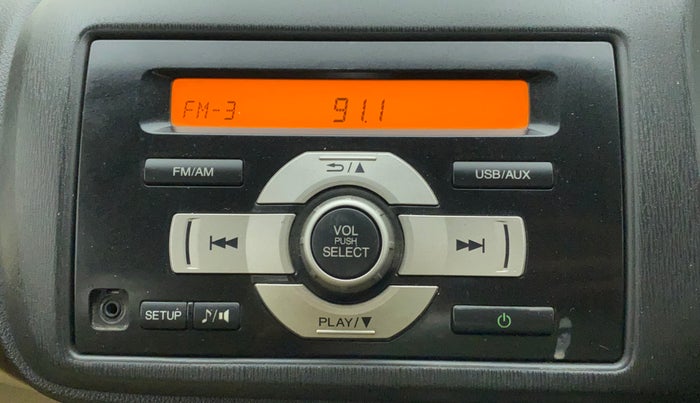 FM-3 91.1
FM/AM
/▲
USB/AUX
VOL
PUSH
SELECT
SETUP
PLAY/▼